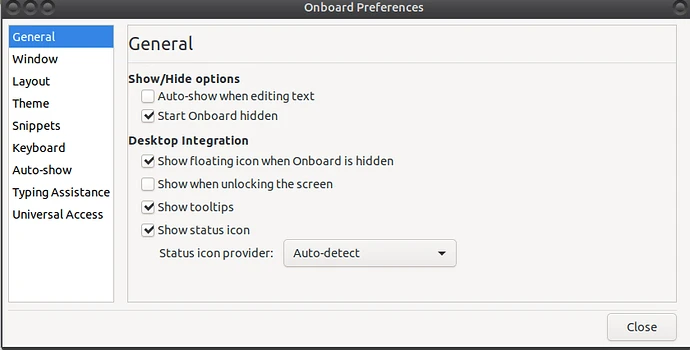 Onboard Preferences
General
Window
Layout
Theme
Snippets
Keyboard
Auto-show
Typing Assistance
Universal Access
General
Show/Hide options
Auto-show when editing text
Start Onboard hidden
Desktop Integration
Show floating icon when Onboard is hidden
Show when unlocking the screen
Show tooltips
Show status icon
Status icon provider: Auto-detect
Close